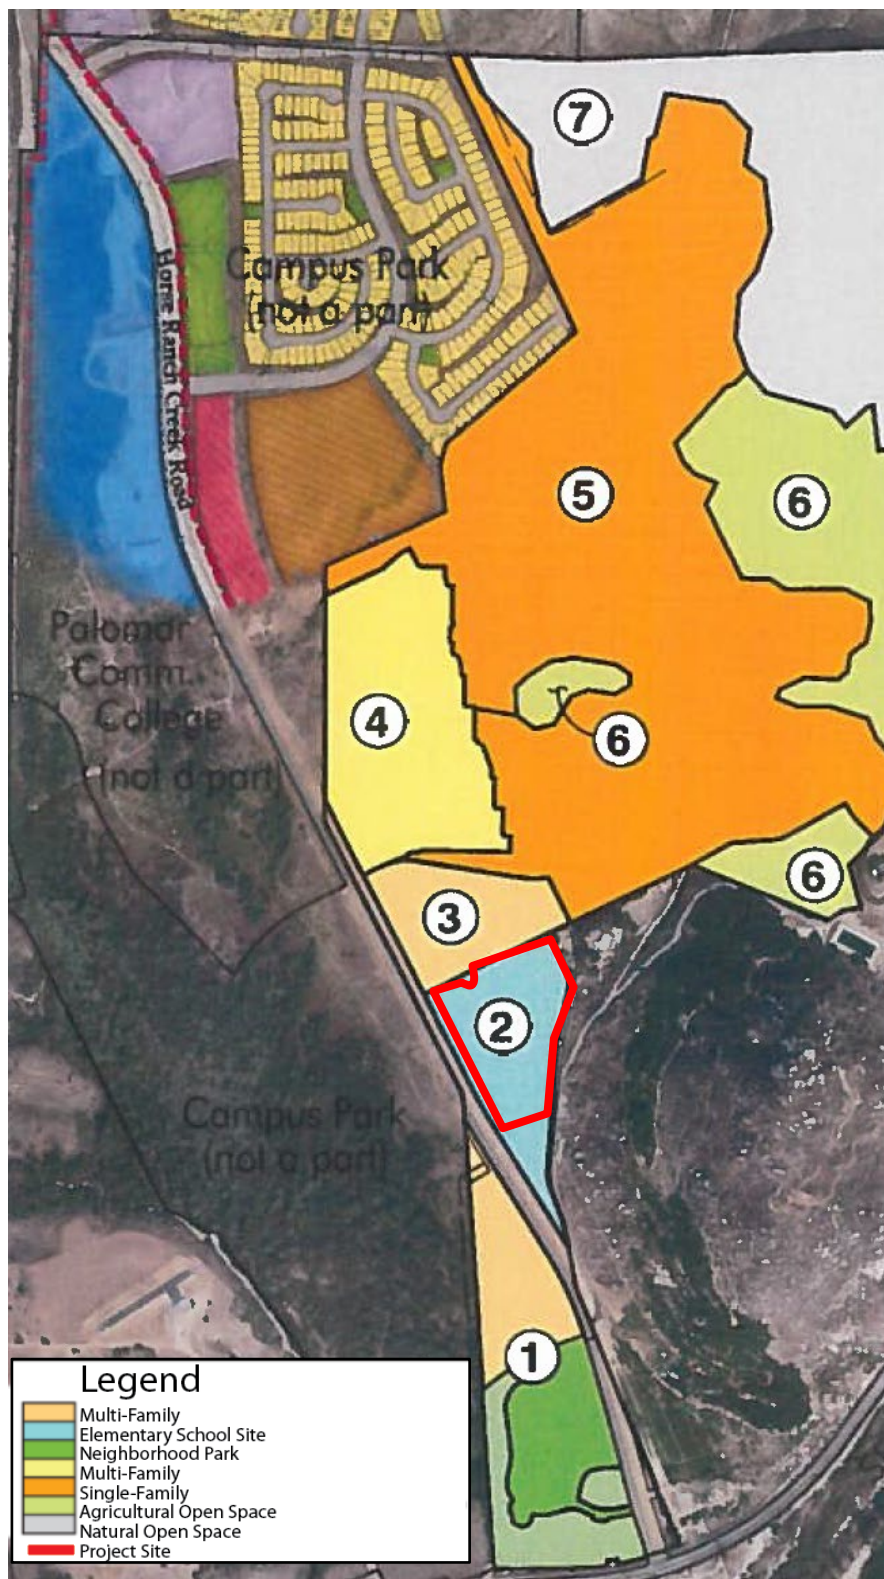 7
Campus Park
(not a part)
Horse Ranch Creek Road
5
6
Palomar
Comm.
College
(not a part)
4
6
6
3
2
Campus Park
(not a part)
1
Legend
Multi-Family
Elementary School Site
Neighborhood Park
Multi-Family
Single-Family
Agricultural Open Space
Natural Open Space
Project Site